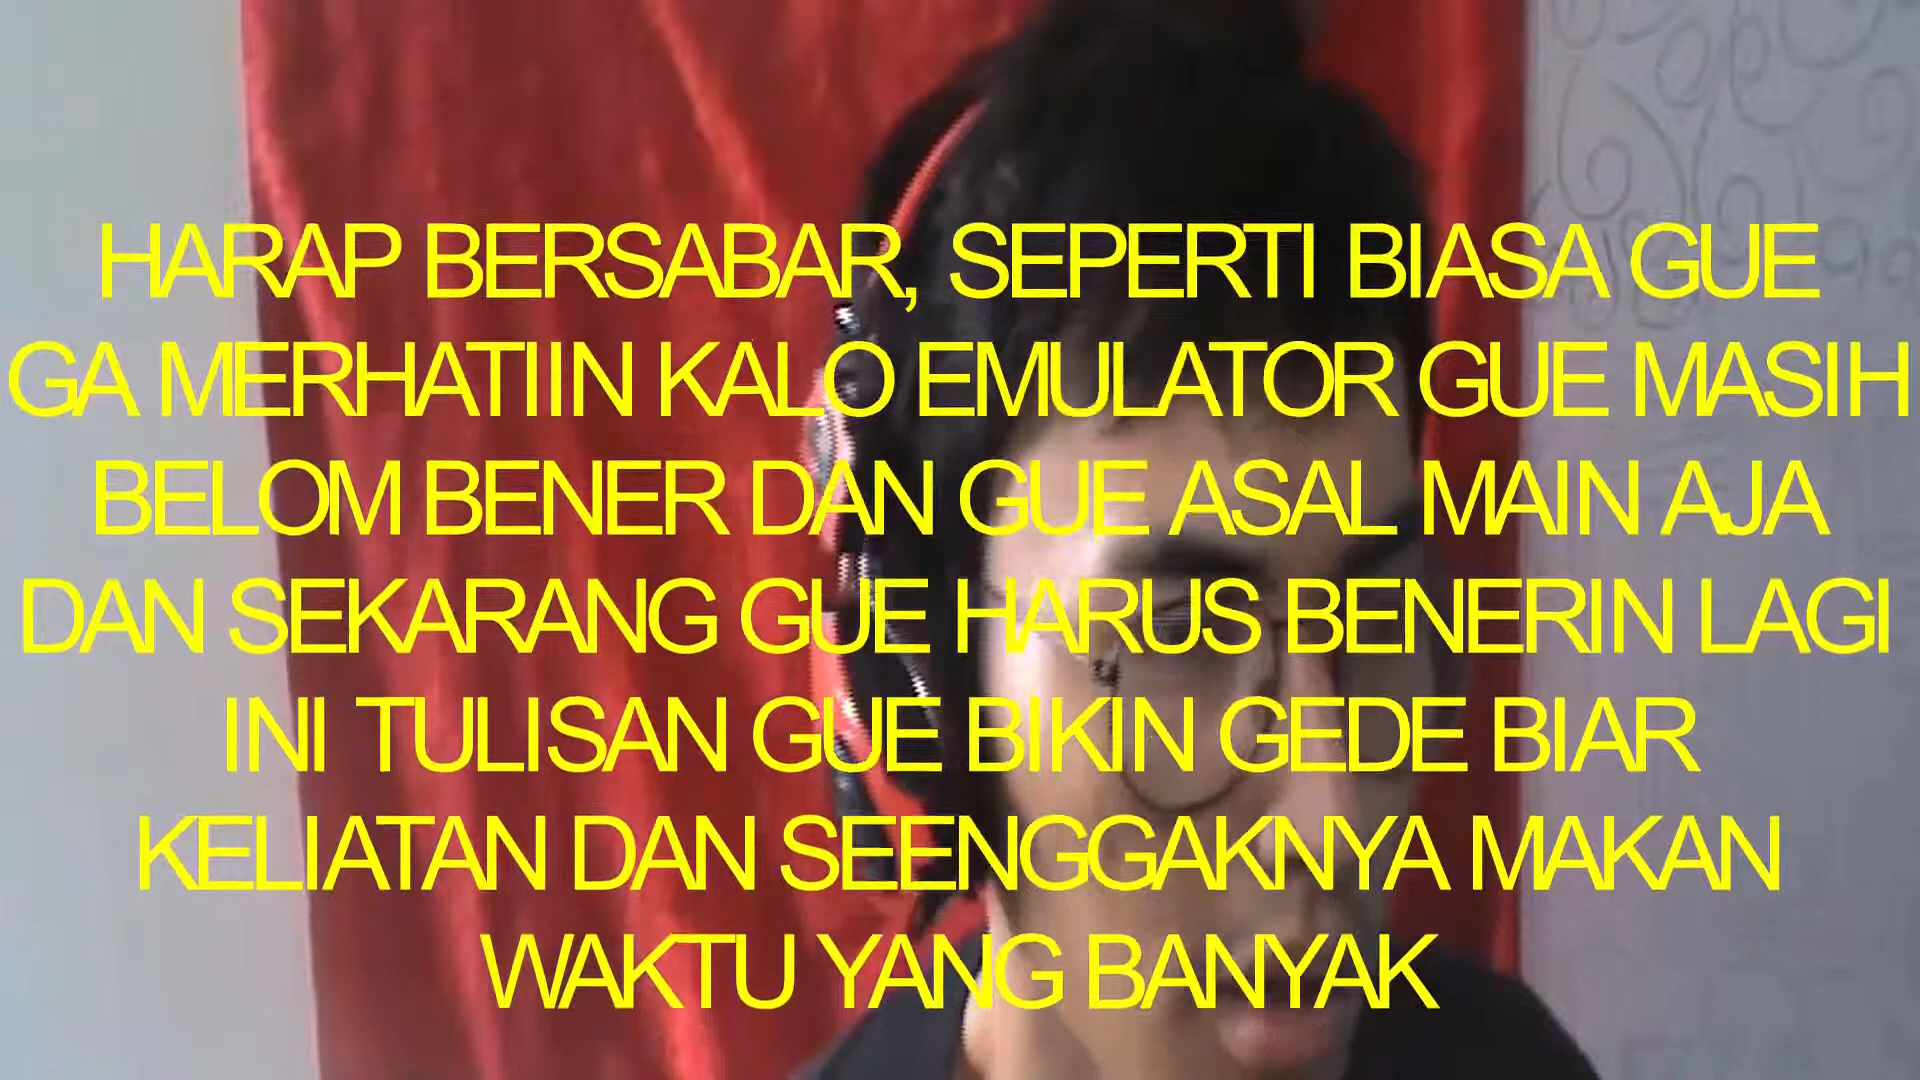 HARAP BERSABAR, SEPERTI BIASA GUE
GA MERHATIIN KALO EMULATOR GUE MASIH
BELOM BENER DAN GUE ASAL MAIN AJA
DAN SEKARANG GUE HARUS BENERIN LAGI
INI TULISAN GUE BIKIN GEDE BIAR
KELIATAN DAN SEENGGAKNYA MAKAN
WAKTU YANG BANYAK